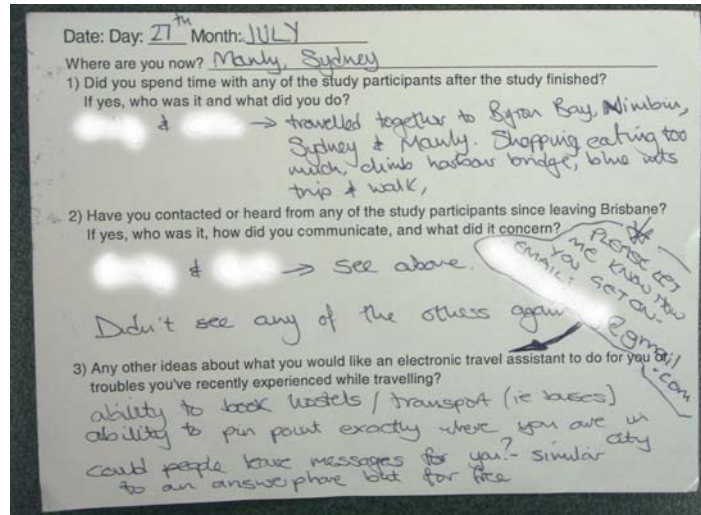 Date: Day: 27th Month: JULY
Where are you now? Manly, Sydney
1) Did you spend time with any of the study participants after the study finished?
If yes, who was it and what did you do?
& → travelled together to Byron Bay, Nimbin,
Sydney & Manly. Shopping eating too
much, climb harbour bridge, blue mts
trip & walk,
2) Have you contacted or heard from any of the study participants since leaving Brisbane?
If yes, who was it, how did you communicate, and what did it concern?
& → see above.
Didn't see any of the others again
PLEASE LET
ME KNOW HOW
YOU GET ON-
EMAIL:
@gmail
.com
3) Any other ideas about what you would like an electronic travel assistant to do for you or
troubles you've recently experienced while travelling?
ability to book hostels / transport (ie buses)
ability to pin point exactly where you are in
city
could people leave messages for you? - similar
to an answerphone but for free